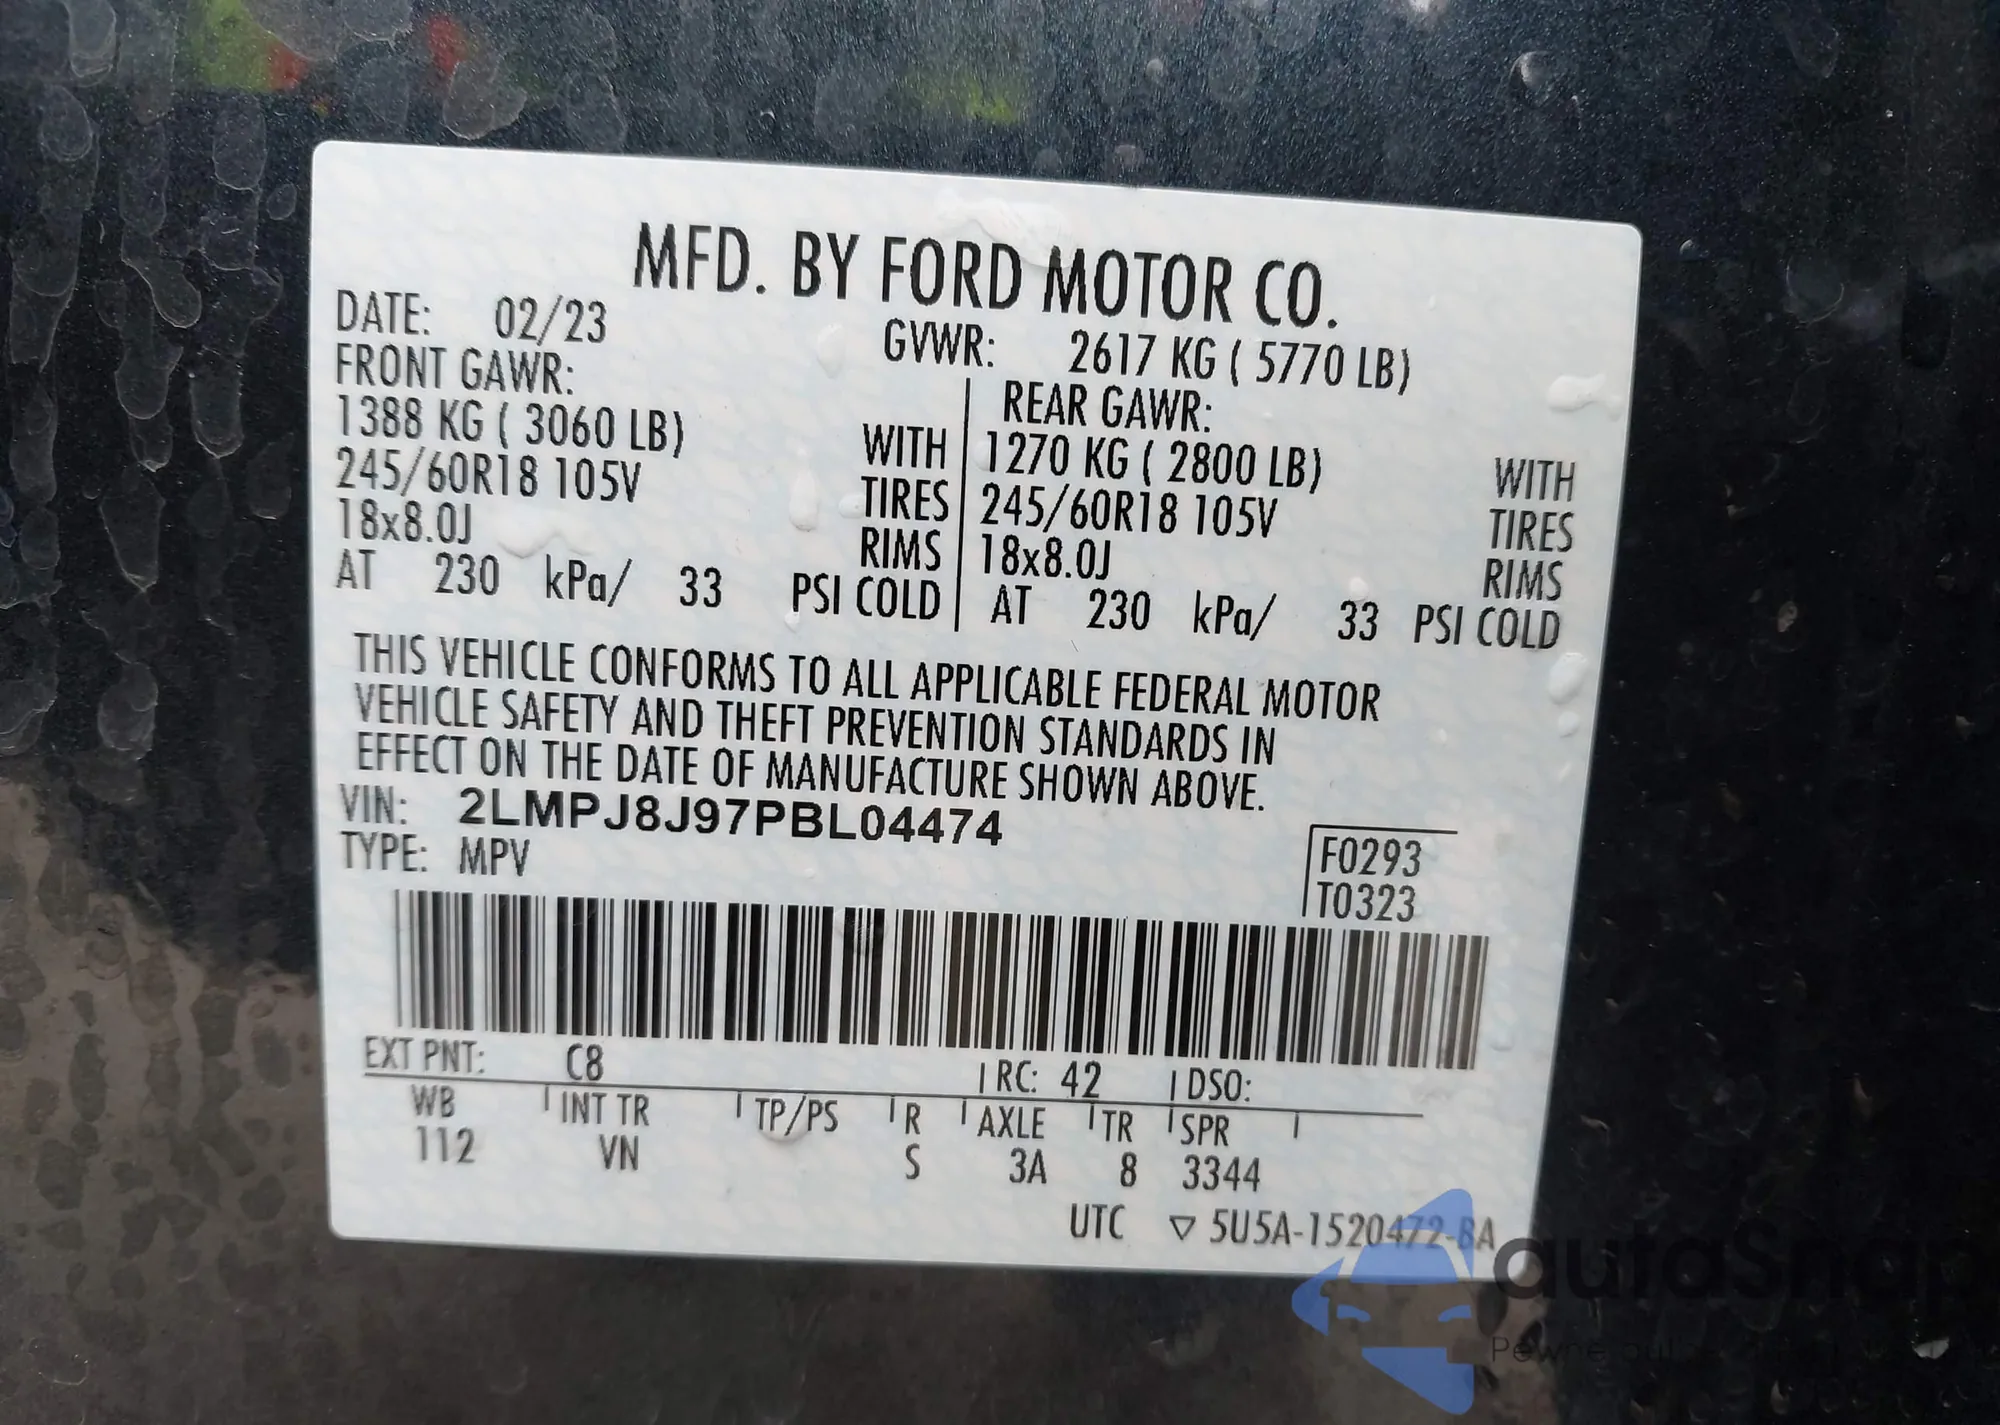 MFD. BY FORD MOTOR CO.
DATE: 02/23 GVWR: 2617 KG ( 5770 LB)
FRONT GAWR: REAR GAWR:
1388 KG ( 3060 LB) WITH 1270 KG ( 2800 LB) WITH
245/60R18 105V TIRES 245/60R18 105V TIRES
18x8.0J RIMS 18x8.0J RIMS
AT 230 kPa/ 33 PSI COLD AT 230 kPa/ 33 PSI COLD
THIS VEHICLE CONFORMS TO ALL APPLICABLE FEDERAL MOTOR
VEHICLE SAFETY AND THEFT PREVENTION STANDARDS IN
EFFECT ON THE DATE OF MANUFACTURE SHOWN ABOVE.
VIN: 2LMPJ8J97PBL04474
TYPE: MPV
F0293
T0323
EXT PNT: C8 RC: 42 DSO:
WB INT TR TP/PS R AXLE TR SPR
112 VN S 3A 8 3344
UTC ▽ 5U5A-1520472-BA
autaSnap
Pewne